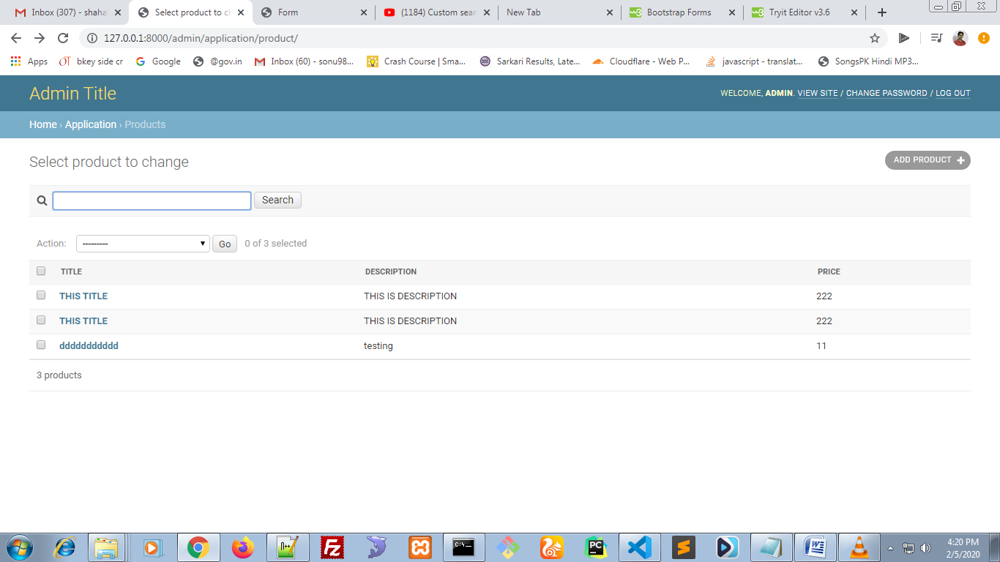 Inbox (307) - shaha
Select product to ch
Form
(1184) Custom sear
New Tab
Bootstrap Forms
Tryit Editor v3.6
127.0.0.1:8000/admin/application/product/
Apps
bkey side cr
Google
@gov.in
Inbox (60) - sonu98...
Crash Course | Sma...
Sarkari Results, Late...
Cloudflare - Web P...
javascript - translat...
SongsPK Hindi MP3...
Admin Title
WELCOME, ADMIN. VIEW SITE / CHANGE PASSWORD / LOG OUT
Home › Application › Products
Select product to change
ADD PRODUCT +
Search
Action: --------- Go 0 of 3 selected
TITLE DESCRIPTION PRICE
THIS TITLE THIS IS DESCRIPTION 222
THIS TITLE THIS IS DESCRIPTION 222
ddddddddddd testing 11
3 products
4:20 PM
2/5/2020